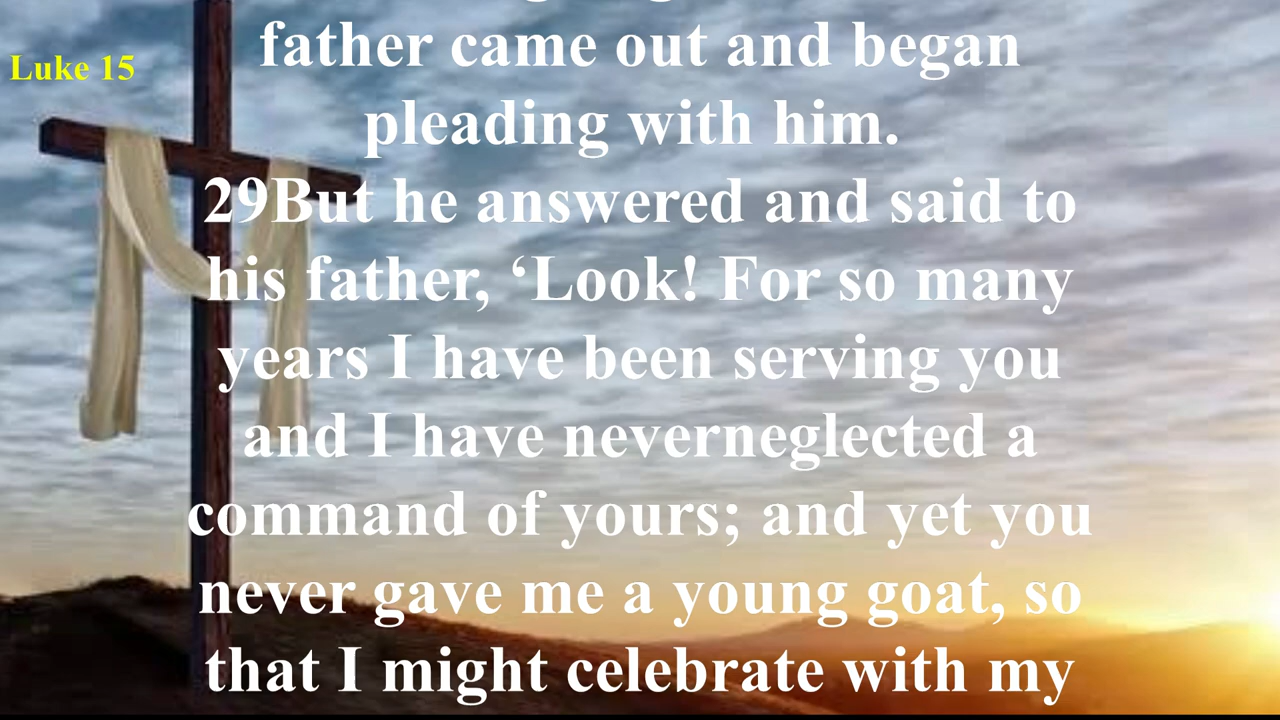 Luke 15
father came out and began
pleading with him.
29But he answered and said to
his father, ‘Look! For so many
years I have been serving you
and I have neverneglected a
command of yours; and yet you
never gave me a young goat, so
that I might celebrate with my